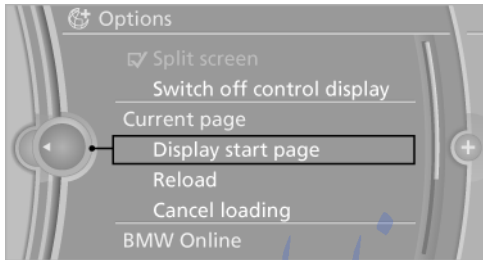 Options
Split screen
Switch off control display
Current page
Display start page
Reload
Cancel loading
BMW Online